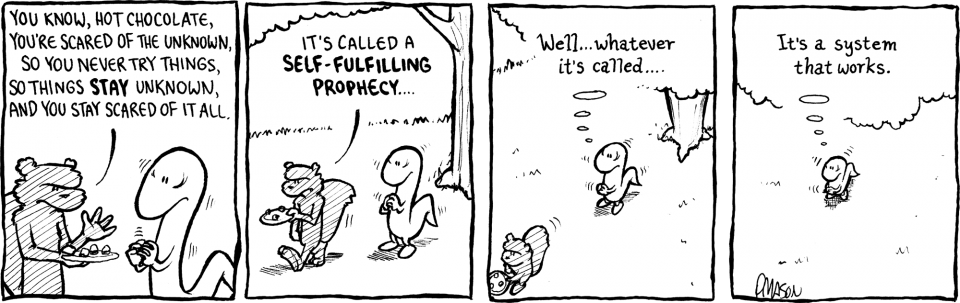 YOU KNOW, HOT CHOCOLATE,
YOU'RE SCARED OF THE UNKNOWN,
SO YOU NEVER TRY THINGS,
SO THINGS STAY UNKNOWN,
AND YOU STAY SCARED OF IT ALL.
IT'S CALLED A
SELF-FULFILLING
PROPHECY....
Well...whatever
it's called....
It's a system
that works.
D.MASON